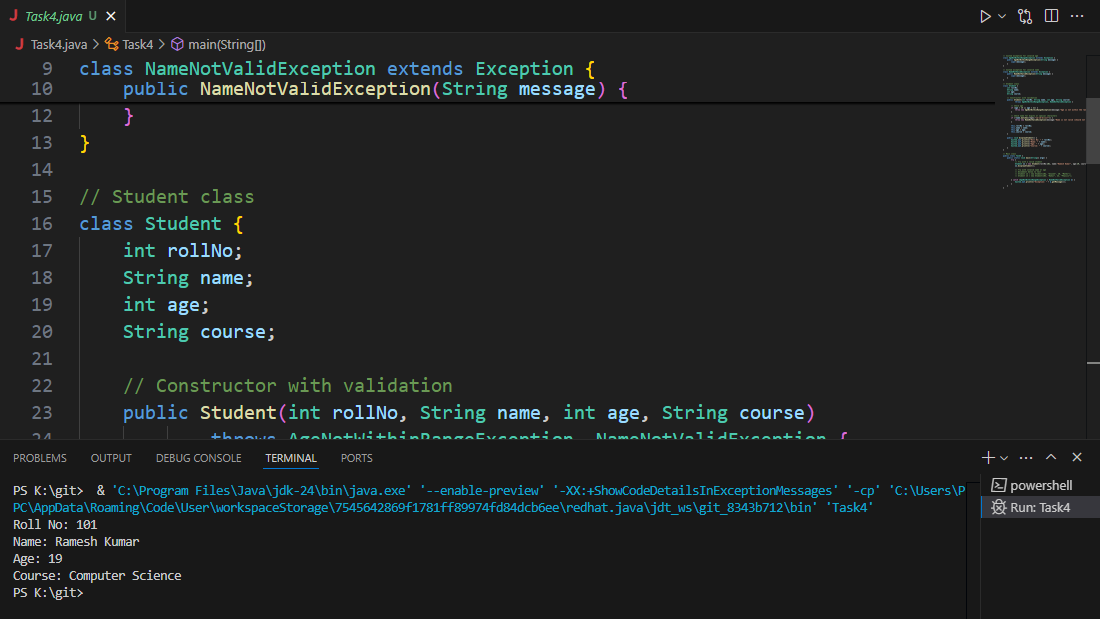 J Task4.java U ×
J Task4.java > Task4 > main(String[])
9 class NameNotValidException extends Exception {
10 public NameNotValidException(String message) {
12 }
13 }
14
15 // Student class
16 class Student {
17 int rollNo;
18 String name;
19 int age;
20 String course;
21
22 // Constructor with validation
23 public Student(int rollNo, String name, int age, String course)
24 throws AgeNotWithinRangeException, NameNotValidException {
PROBLEMS OUTPUT DEBUG CONSOLE TERMINAL PORTS
PS K:\git> & 'C:\Program Files\Java\jdk-24\bin\java.exe' '--enable-preview' '-XX:+ShowCodeDetailsInExceptionMessages' '-cp' 'C:\Users\P
PC\AppData\Roaming\Code\User\workspaceStorage\7545642869f1781ff89974fd84dcb6ee\redhat.java\jdt_ws\git_8343b712\bin' 'Task4'
Roll No: 101
Name: Ramesh Kumar
Age: 19
Course: Computer Science
PS K:\git>
powershell
Run: Task4